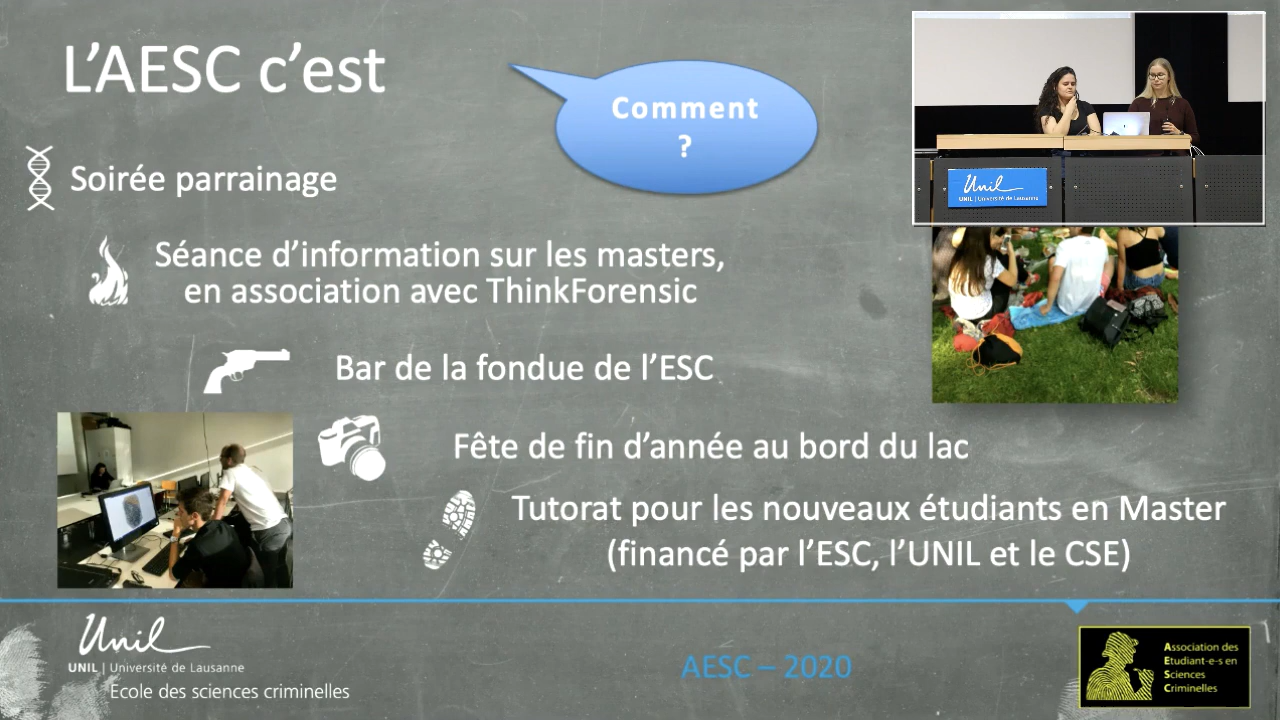 L’AESC c’est
Comment
?
Soirée parrainage
Séance d’information sur les masters,
en association avec ThinkForensic
Bar de la fondue de l’ESC
Fête de fin d’année au bord du lac
Tutorat pour les nouveaux étudiants en Master
(financé par l’ESC, l’UNIL et le CSE)
Unil
UNIL | Université de Lausanne
Unil
UNIL | Université de Lausanne
Ecole des sciences criminelles
AESC – 2020
Association des
Etudiant-e-s en
Sciences
Criminelles